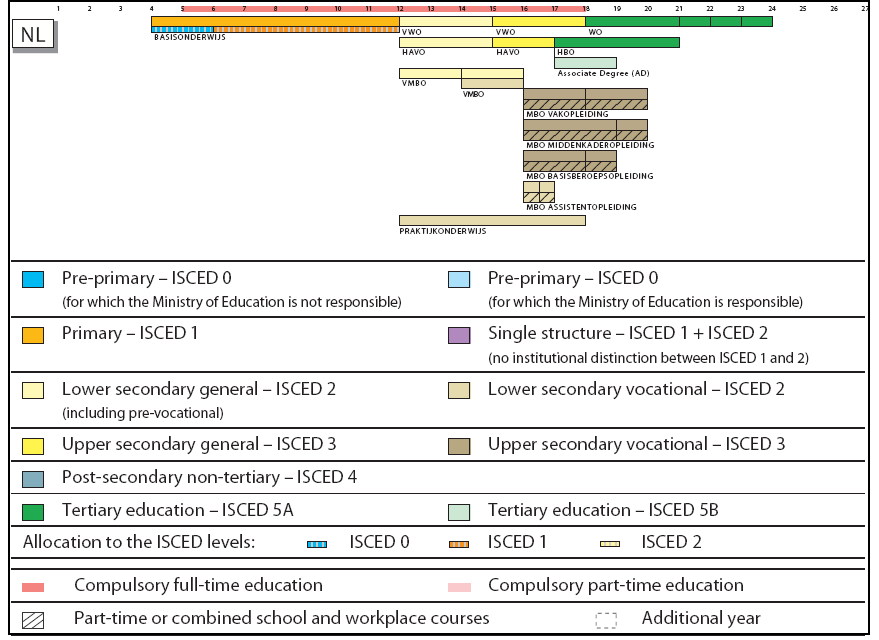 1 2 3 4 5 6 7 8 9 10 11 12 13 14 15 16 17 18 19 20 21 22 23 24 25 26 27
NL
BASISONDERWIJS VWO VWO WO
HAVO HAVO HBO
Associate Degree (AD)
VMBO
VMBO
MBO VAKOPLEIDING
MBO MIDDENKADEROPLEIDING
MBO BASISBEROEPSOPLEIDING
MBO ASSISTENTOPLEIDING
PRAKTIJKONDERWIJS
Pre-primary – ISCED 0 Pre-primary – ISCED 0
(for which the Ministry of Education is not responsible) (for which the Ministry of Education is responsible)
Primary – ISCED 1 Single structure – ISCED 1 + ISCED 2
(no institutional distinction between ISCED 1 and 2)
Lower secondary general – ISCED 2 Lower secondary vocational – ISCED 2
(including pre-vocational)
Upper secondary general – ISCED 3 Upper secondary vocational – ISCED 3
Post-secondary non-tertiary – ISCED 4
Tertiary education – ISCED 5A Tertiary education – ISCED 5B
Allocation to the ISCED levels: ISCED 0 ISCED 1 ISCED 2
Compulsory full-time education Compulsory part-time education
Part-time or combined school and workplace courses Additional year